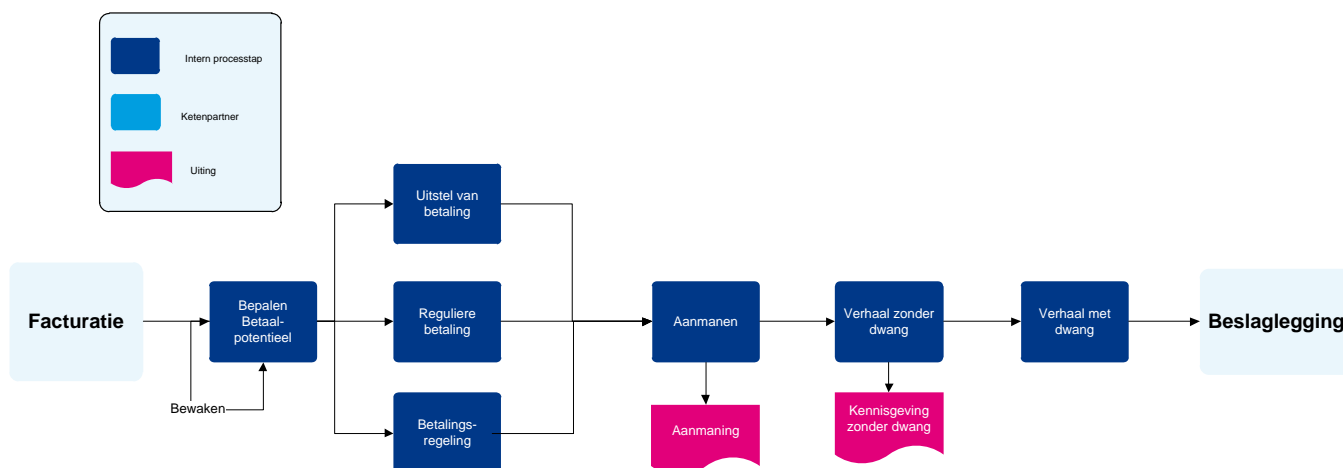 Intern processtap
Ketenpartner
Uiting
Facturatie
Bewaken
Bepalen
Betaal-
potentieel
Uitstel van
betaling
Reguliere
betaling
Betalings-
regeling
Aanmanen
Aanmaning
Verhaal zonder
dwang
Kennisgeving
zonder dwang
Verhaal met
dwang
Beslaglegging